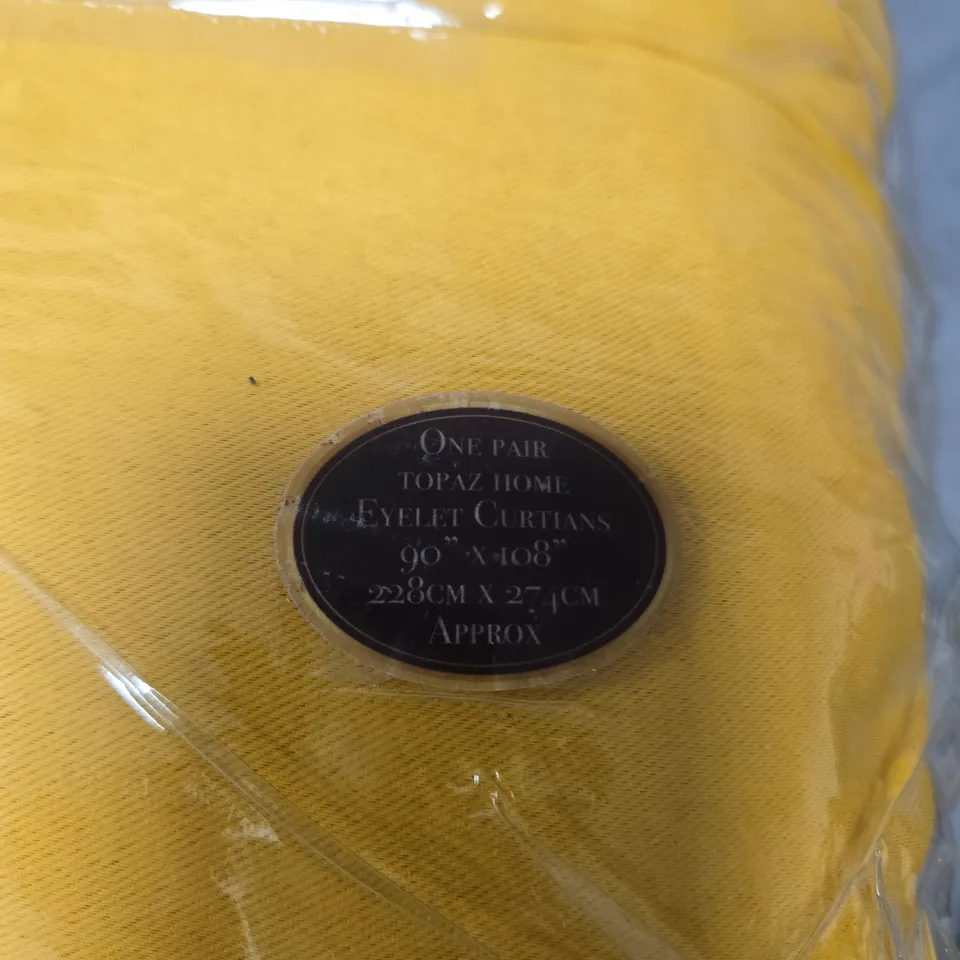 One pair
topaz home
Eyelet Curtians
90" x 108"
228cm x 274cm
Approx